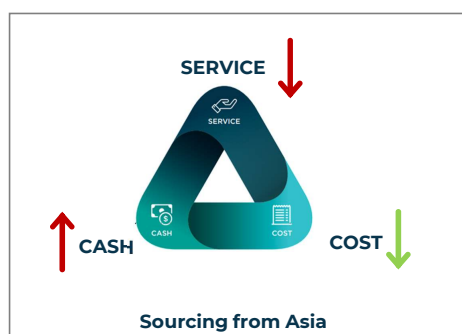 SERVICE
SERVICE
CASH
COST
CASH
COST
Sourcing from Asia